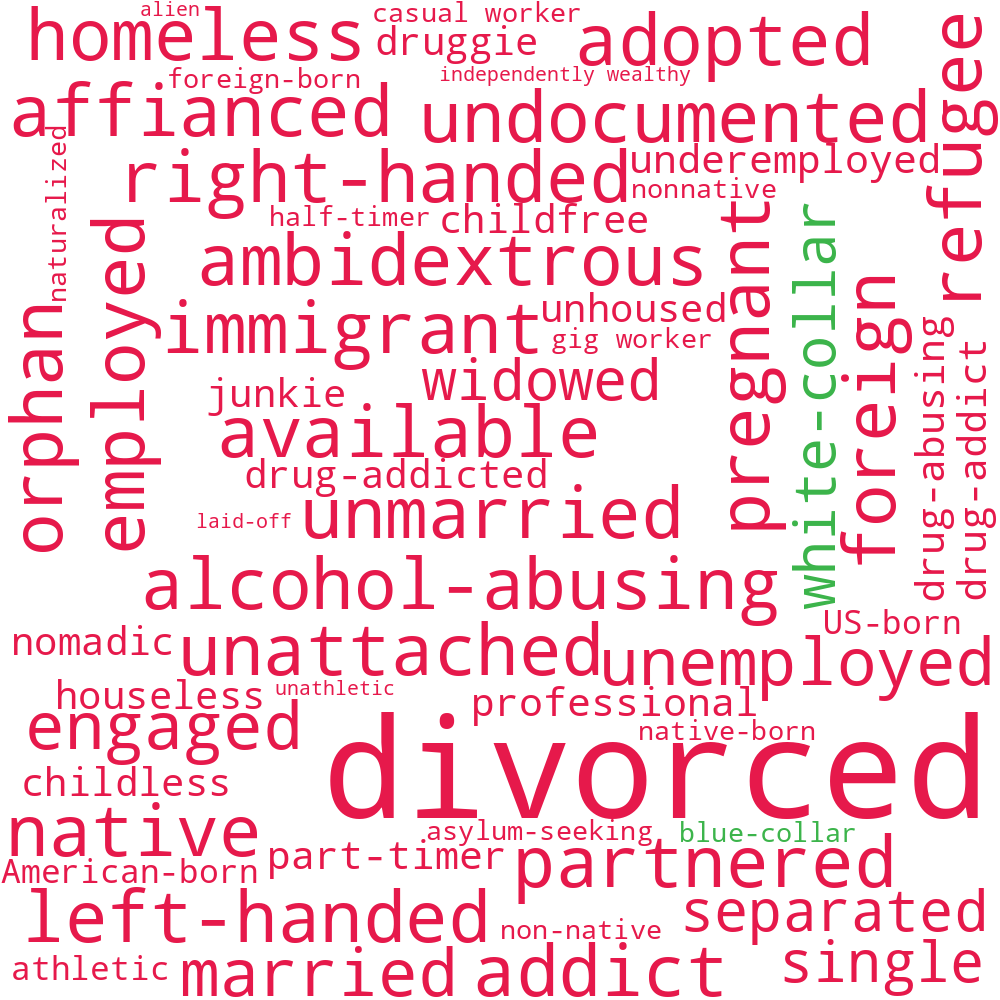 alien
casual worker
homeless
druggie
adopted
refugee
foreign-born
independently wealthy
affianced
undocumented
naturalized
right-handed
underemployed
nonnative
half-timer
childfree
pregnant
white-collar
employed
ambidextrous
foreign
orphan
immigrant
unhoused
gig worker
drug-abusing
drug-addict
junkie
widowed
available
drug-addicted
unmarried
laid-off
alcohol-abusing
US-born
nomadic
unattached
unemployed
houseless
unathletic
professional
engaged
native-born
divorced
childless
native
asylum-seeking
blue-collar
American-born
part-timer
partnered
left-handed
non-native
separated
athletic
married
addict
single